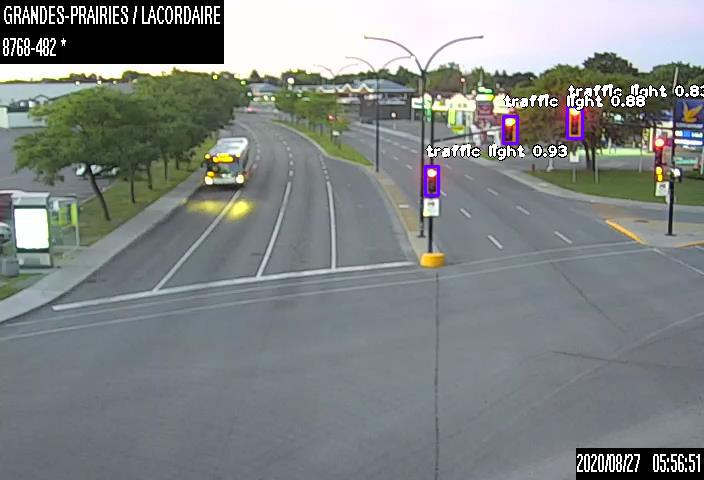 GRANDES-PRAIRIES / LACORDAIRE
8768-482 *
traffic light 0.83
traffic light 0.88
traffic light 0.93
2020/08/27 05:56:51